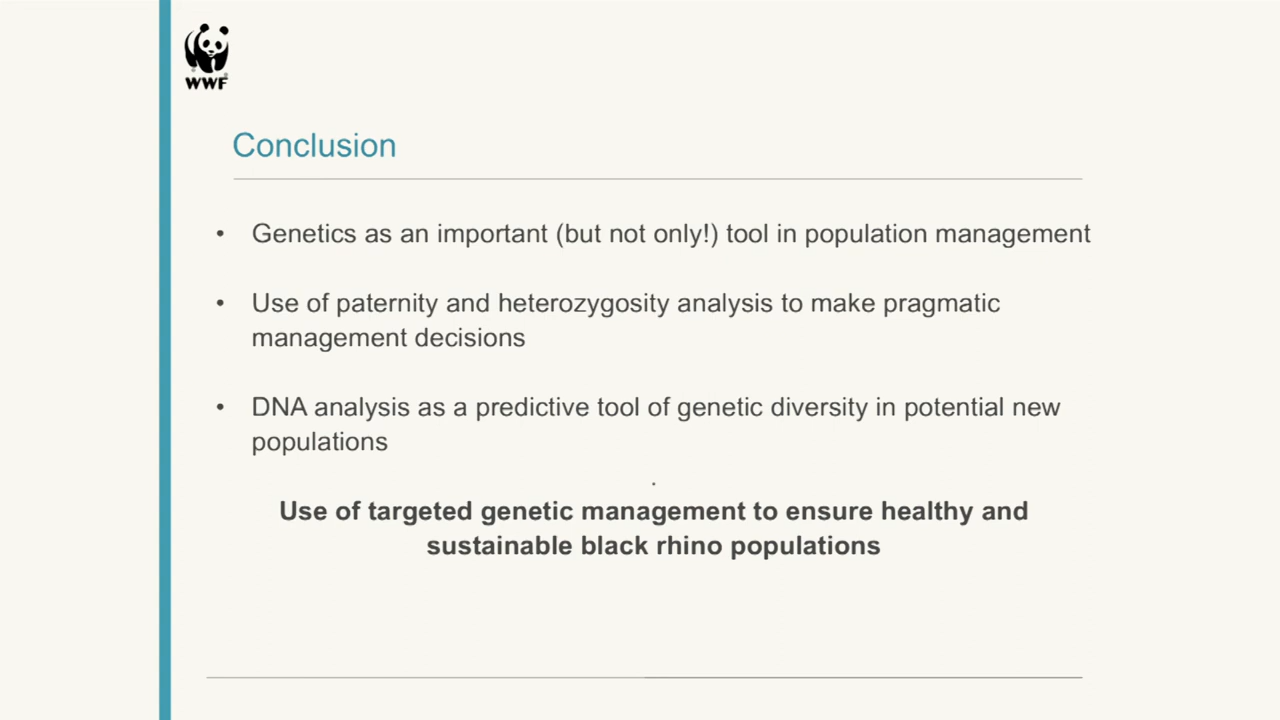 WWF
Conclusion
• Genetics as an important (but not only!) tool in population management
• Use of paternity and heterozygosity analysis to make pragmatic
management decisions
• DNA analysis as a predictive tool of genetic diversity in potential new
populations
.
Use of targeted genetic management to ensure healthy and
sustainable black rhino populations